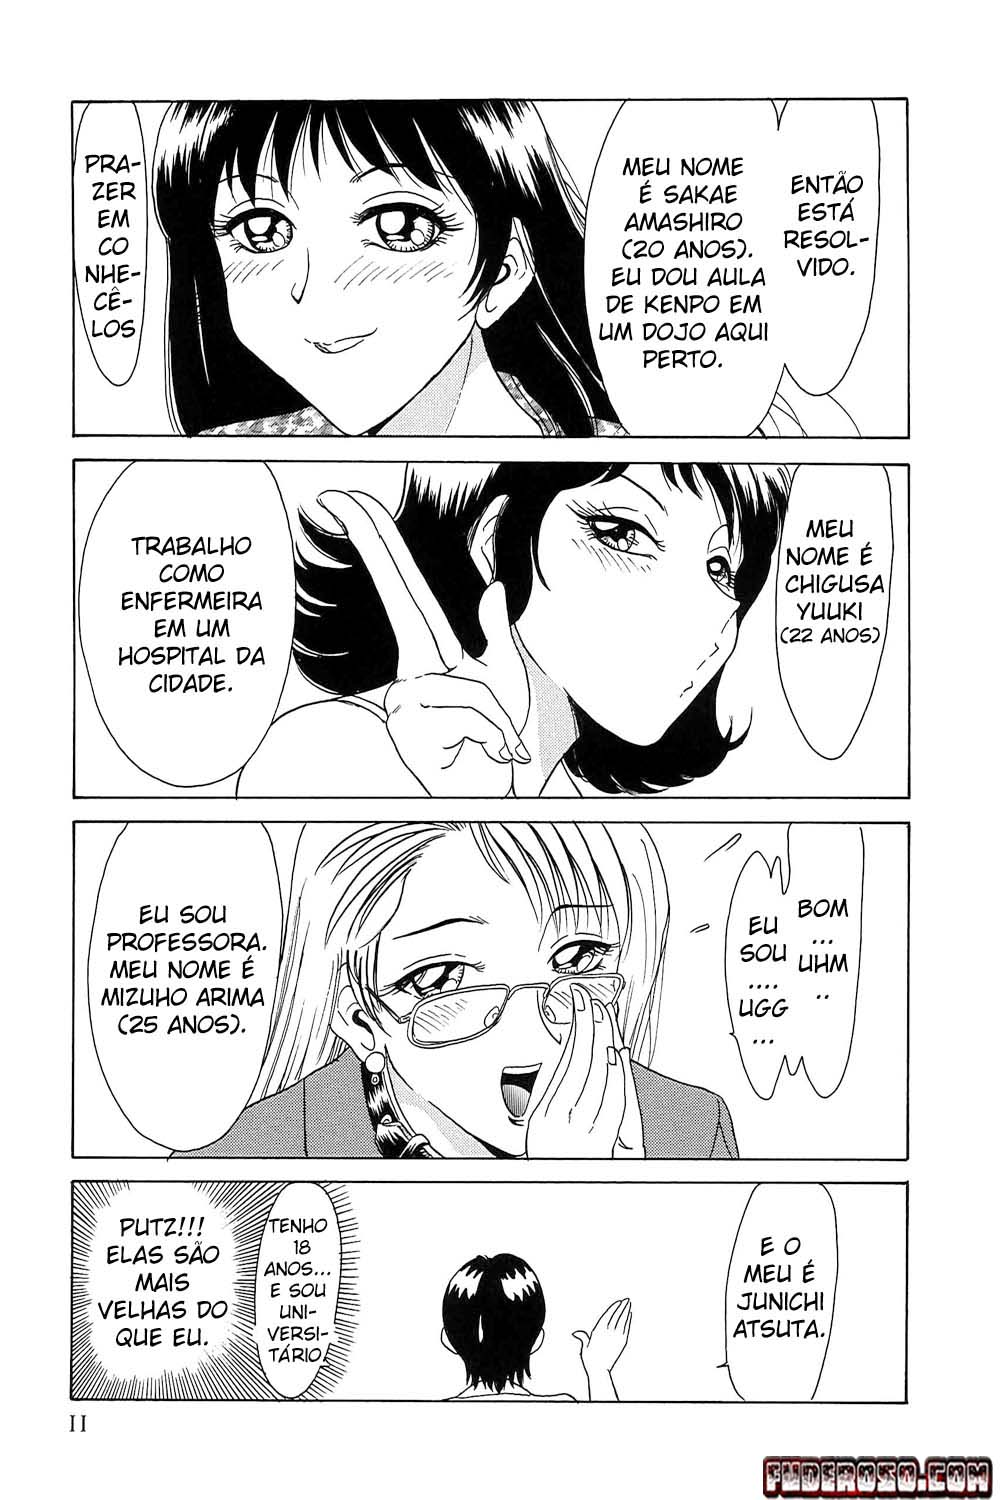 ENTÃO
ESTÁ
RESOL-
VIDO.
MEU NOME
É SAKAE
AMASHIRO
(20 ANOS).
EU DOU AULA
DE KENPO EM
UM DOJO AQUI
PERTO.
PRA-
ZER
EM
CO
NHE-
CÊ-
LOS
MEU
NOME É
CHIGUSA
YUUKI
(22 ANOS)
TRABALHO
COMO
ENFERMEIRA
EM UM
HOSPITAL DA
CIDADE.
BOM
...
UHM
..
EU
SOU
....
UGG
...
EU SOU
PROFESSORA.
MEU NOME É
MIZUHO ARIMA
(25 ANOS).
E O
MEU É
JUNICHI
ATSUTA.
TENHO
18
ANOS...
E SOU
UNI-
VERSI-
TÁRIO.
PUTZ!!!
ELAS SÃO
MAIS
VELHAS DO
QUE EU.
11
FUDEROSO.COM